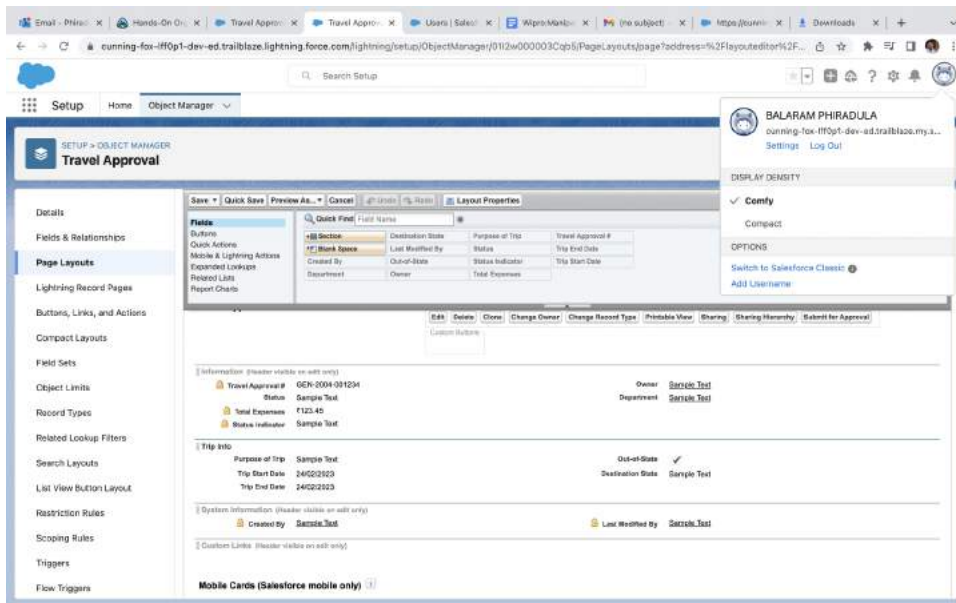 Email - Phirad
Hands-On Or
Travel Approv
Travel Approv
Users | Sales
Wipro Manip
(no subject)
Downloads
cunning-fox-lff0p1-dev-ed.trailblaze.lightning.force.com/lightning/setup/ObjectManager/01I2w000003Cqb5/PageLayouts/page?address=%2Flayouteditor%2F...
Search Setup
Setup Home Object Manager
SETUP > OBJECT MANAGER
Travel Approval
BALARAM PHIRADULA
cunning-fox-lff0p1-dev-ed.trailblaze.my.s...
Settings Log Out
DISPLAY DENSITY
Comfy
Compact
OPTIONS
Switch to Salesforce Classic
Add Username
Details
Fields & Relationships
Page Layouts
Lightning Record Pages
Buttons, Links, and Actions
Compact Layouts
Field Sets
Object Limits
Record Types
Related Lookup Filters
Search Layouts
List View Button Layout
Restriction Rules
Scoping Rules
Triggers
Flow Triggers
Save Quick Save Preview As... Cancel Undo Redo Layout Properties
Fields
Buttons
Quick Actions
Mobile & Lightning Actions
Expanded Lookups
Related Lists
Report Charts
Quick Find Field Name
Section Destination State Purpose of Trip Travel Approval #
Blank Space Last Modified By Status Trip End Date
Created By Out-of-State Status Indicator Trip Start Date
Department Owner Total Expenses
Edit Delete Clone Change Owner Change Record Type Printable View Sharing Sharing Hierarchy Submit for Approval
Custom Buttons
Information (Header visible on edit only)
Travel Approval # GEN-2004-001234 Owner Sample Text
Status Sample Text Department Sample Text
Total Expenses ₹123.45
Status Indicator Sample Text
Trip Info
Purpose of Trip Sample Text Out-of-State ✓
Trip Start Date 24/02/2023 Destination State Sample Text
Trip End Date 24/02/2023
System Information (Header visible on edit only)
Created By Sample Text Last Modified By Sample Text
Custom Links (Header visible on edit only)
Mobile Cards (Salesforce mobile only)